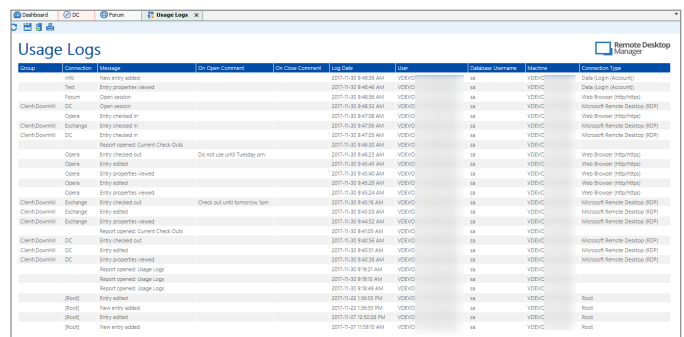 Dashboard DC Forum Usage Logs
Usage Logs
Remote Desktop
Manager
Group Connection Message On Open Comment On Close Comment Log Date User Database Username Machine Connection Type
Info New entry added 2017-11-30 9:49:36 AM VDEVO sa VDEVC Data (Login (Account))
Test Entry properties viewed 2017-11-30 9:48:46 AM VDEVO sa VDEVC Data (Login (Account))
Forum Open session 2017-11-30 9:48:36 AM VDEVO sa VDEVC Web Browser (http/https)
Client\Downhill DC Open session 2017-11-30 9:48:32 AM VDEVO sa VDEVC Microsoft Remote Desktop (RDP)
Opera Entry checked in 2017-11-30 9:47:08 AM VDEVO sa VDEVC Web Browser (http/https)
Client\Downhill Exchange Entry checked in 2017-11-30 9:47:06 AM VDEVO sa VDEVC Microsoft Remote Desktop (RDP)
Client\Downhill DC Entry checked in 2017-11-30 9:47:03 AM VDEVO sa VDEVC Microsoft Remote Desktop (RDP)
Report opened: Current Check Outs 2017-11-30 9:46:30 AM VDEVO sa VDEVC
Opera Entry checked out Do not use until Tuesday pm. 2017-11-30 9:46:23 AM VDEVO sa VDEVC Web Browser (http/https)
Opera Entry edited 2017-11-30 9:45:45 AM VDEVO sa VDEVC Web Browser (http/https)
Opera Entry properties viewed 2017-11-30 9:45:40 AM VDEVO sa VDEVC Web Browser (http/https)
Opera Entry edited 2017-11-30 9:45:29 AM VDEVO sa VDEVC Web Browser (http/https)
Opera Entry properties viewed 2017-11-30 9:45:24 AM VDEVO sa VDEVC Web Browser (http/https)
Client\Downhill Exchange Entry checked out Check out until tomorrow 1pm 2017-11-30 9:45:16 AM VDEVO sa VDEVC Microsoft Remote Desktop (RDP)
Client\Downhill Exchange Entry edited 2017-11-30 9:45:03 AM VDEVO sa VDEVC Microsoft Remote Desktop (RDP)
Client\Downhill Exchange Entry properties viewed 2017-11-30 9:44:52 AM VDEVO sa VDEVC Microsoft Remote Desktop (RDP)
Report opened: Current Check Outs 2017-11-30 9:41:05 AM VDEVO sa VDEVC
Client\Downhill DC Entry checked out 2017-11-30 9:40:56 AM VDEVO sa VDEVC Microsoft Remote Desktop (RDP)
Client\Downhill DC Entry edited 2017-11-30 9:40:51 AM VDEVO sa VDEVC Microsoft Remote Desktop (RDP)
Client\Downhill DC Entry properties viewed 2017-11-30 9:40:38 AM VDEVO sa VDEVC Microsoft Remote Desktop (RDP)
Report opened: Usage Logs 2017-11-30 9:19:21 AM VDEVO sa VDEVC
Report opened: Usage Logs 2017-11-30 9:19:10 AM VDEVO sa VDEVC
Report opened: Usage Logs 2017-11-30 9:18:49 AM VDEVO sa VDEVC
[Root] Entry edited 2017-11-22 1:36:55 PM VDEVO sa VDEVC Root
[Root] New entry added 2017-11-22 1:36:55 PM VDEVO sa VDEVC Root
[Root] Entry edited 2017-11-07 12:50:28 PM VDEVO sa VDEVC Root
[Root] New entry added 2017-11-07 11:59:10 AM VDEVO sa VDEVC Root